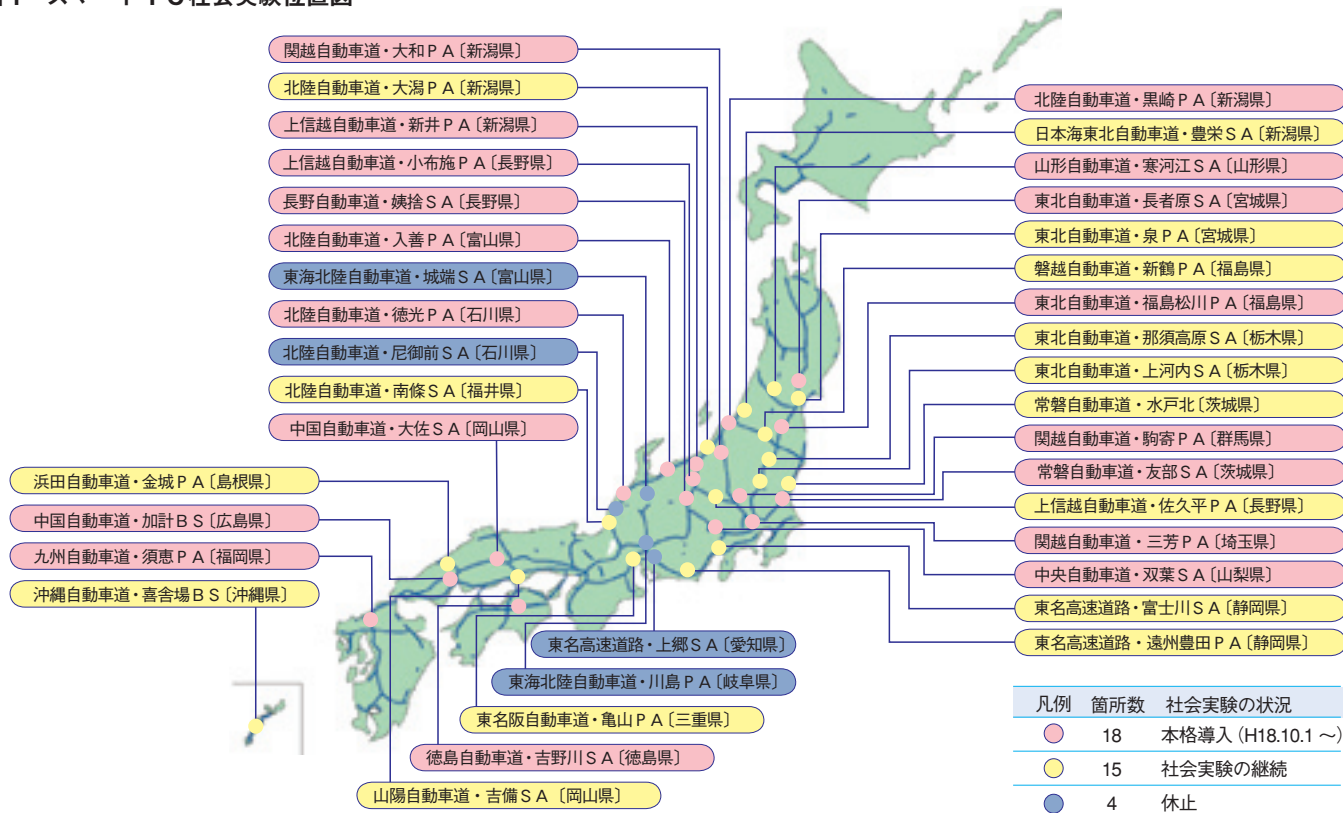 関越自動車道・大和ＰＡ〔新潟県〕
北陸自動車道・大潟ＰＡ〔新潟県〕
上信越自動車道・新井ＰＡ〔新潟県〕
上信越自動車道・小布施ＰＡ〔長野県〕
長野自動車道・姨捨ＳＡ〔長野県〕
北陸自動車道・入善ＰＡ〔富山県〕
東海北陸自動車道・城端ＳＡ〔富山県〕
北陸自動車道・徳光ＰＡ〔石川県〕
北陸自動車道・尼御前ＳＡ〔石川県〕
北陸自動車道・南條ＳＡ〔福井県〕
中国自動車道・大佐ＳＡ〔岡山県〕
浜田自動車道・金城ＰＡ〔島根県〕
中国自動車道・加計ＢＳ〔広島県〕
九州自動車道・須恵ＰＡ〔福岡県〕
沖縄自動車道・喜舎場ＢＳ〔沖縄県〕
北陸自動車道・黒崎ＰＡ〔新潟県〕
日本海東北自動車道・豊栄ＳＡ〔新潟県〕
山形自動車道・寒河江ＳＡ〔山形県〕
東北自動車道・長者原ＳＡ〔宮城県〕
東北自動車道・泉ＰＡ〔宮城県〕
磐越自動車道・新鶴ＰＡ〔福島県〕
東北自動車道・福島松川ＰＡ〔福島県〕
東北自動車道・那須高原ＳＡ〔栃木県〕
東北自動車道・上河内ＳＡ〔栃木県〕
常磐自動車道・水戸北〔茨城県〕
関越自動車道・駒寄ＰＡ〔群馬県〕
常磐自動車道・友部ＳＡ〔茨城県〕
上信越自動車道・佐久平ＰＡ〔長野県〕
関越自動車道・三芳ＰＡ〔埼玉県〕
中央自動車道・双葉ＳＡ〔山梨県〕
東名高速道路・富士川ＳＡ〔静岡県〕
東名高速道路・遠州豊田ＰＡ〔静岡県〕
東名高速道路・上郷ＳＡ〔愛知県〕
東海北陸自動車道・川島ＰＡ〔岐阜県〕
東名阪自動車道・亀山ＰＡ〔三重県〕
徳島自動車道・吉野川ＳＡ〔徳島県〕
山陽自動車道・吉備ＳＡ〔岡山県〕
凡例 箇所数 社会実験の状況
18 本格導入（H18.10.1 ～）
15 社会実験の継続
4 休止